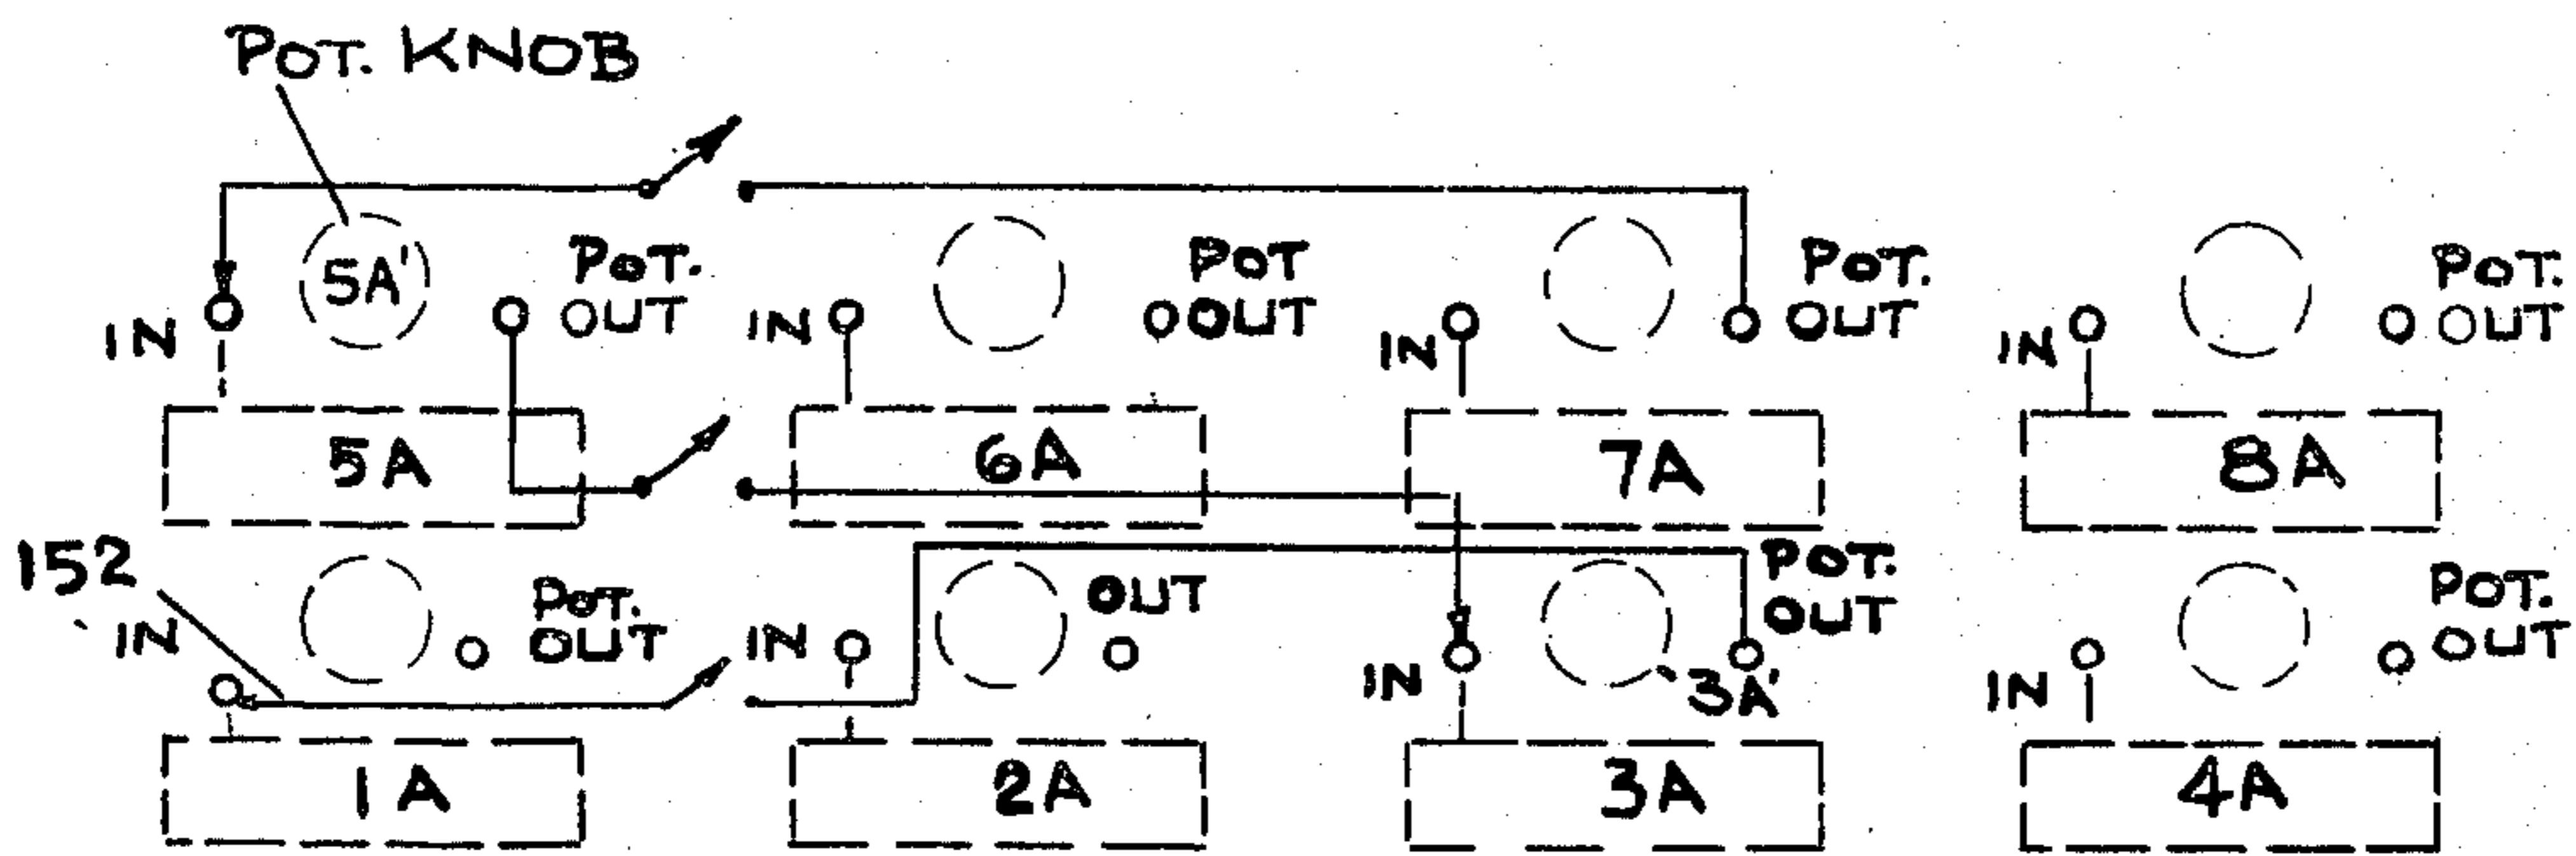 POT. KNOB
5A'
IN
POT.
OUT
IN
POT
OUT
IN
POT.
OUT
IN
POT.
OUT
5A
6A
7A
8A
152
IN
POT.
OUT
IN
OUT
IN
POT.
OUT
3A'
IN
POT.
OUT
1A
2A
3A
4A